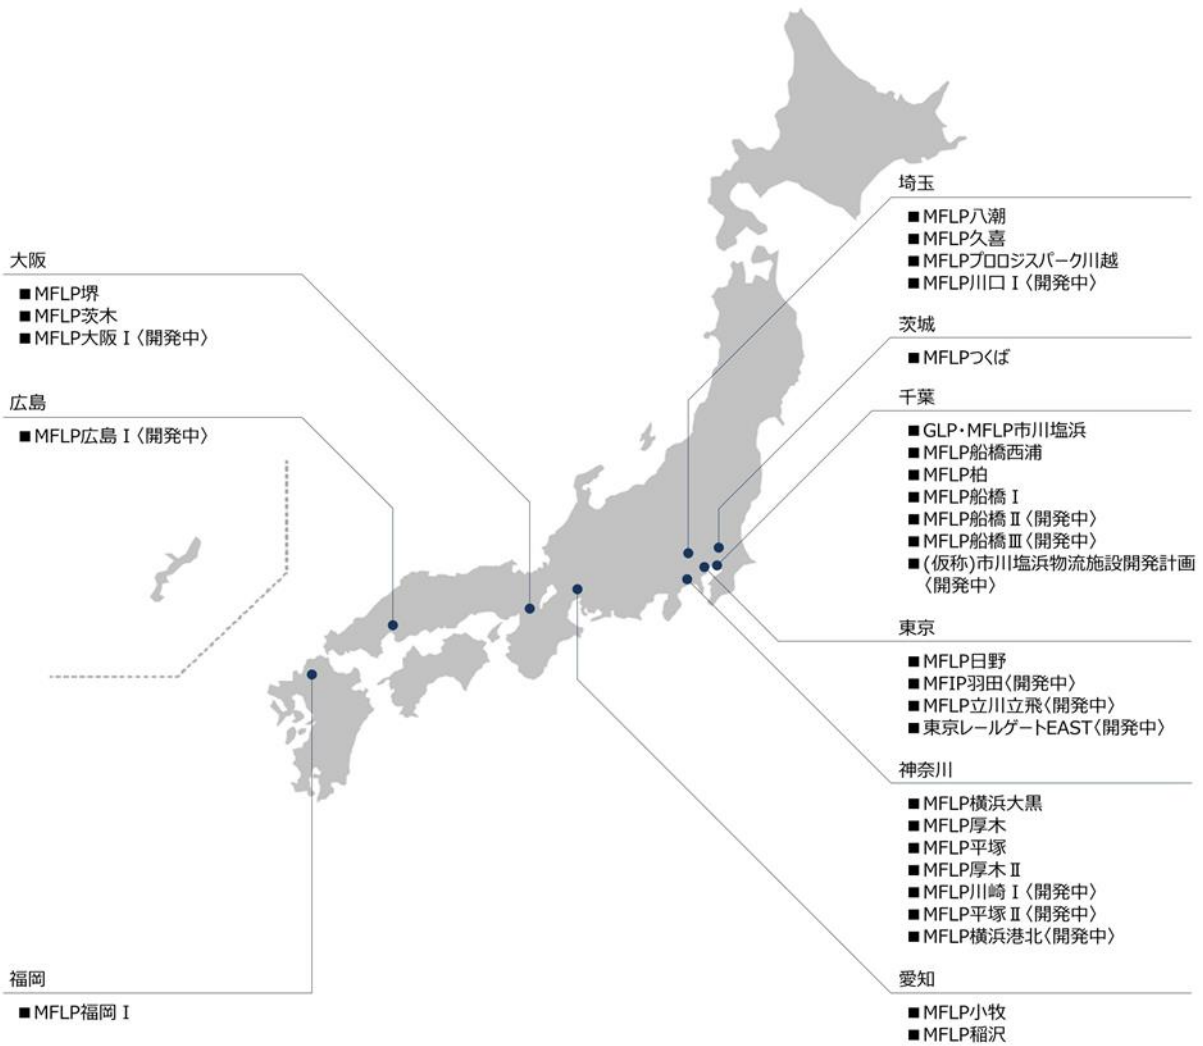 大阪
■MFLP堺
■MFLP茨木
■MFLP大阪Ⅰ〈開発中〉
広島
■MFLP広島Ⅰ〈開発中〉
福岡
■MFLP福岡Ⅰ
埼玉
■MFLP八潮
■MFLP久喜
■MFLPプロロジスパーク川越
■MFLP川口Ⅰ〈開発中〉
茨城
■MFLPつくば
千葉
■GLP・MFLP市川塩浜
■MFLP船橋西浦
■MFLP柏
■MFLP船橋Ⅰ
■MFLP船橋Ⅱ〈開発中〉
■MFLP船橋Ⅲ〈開発中〉
■(仮称)市川塩浜物流施設開発計画
〈開発中〉
東京
■MFLP日野
■MFIP羽田〈開発中〉
■MFLP立川立飛〈開発中〉
■東京レールゲートEAST〈開発中〉
神奈川
■MFLP横浜大黒
■MFLP厚木
■MFLP平塚
■MFLP厚木Ⅱ
■MFLP川崎Ⅰ〈開発中〉
■MFLP平塚Ⅱ〈開発中〉
■MFLP横浜港北〈開発中〉
愛知
■MFLP小牧
■MFLP稲沢